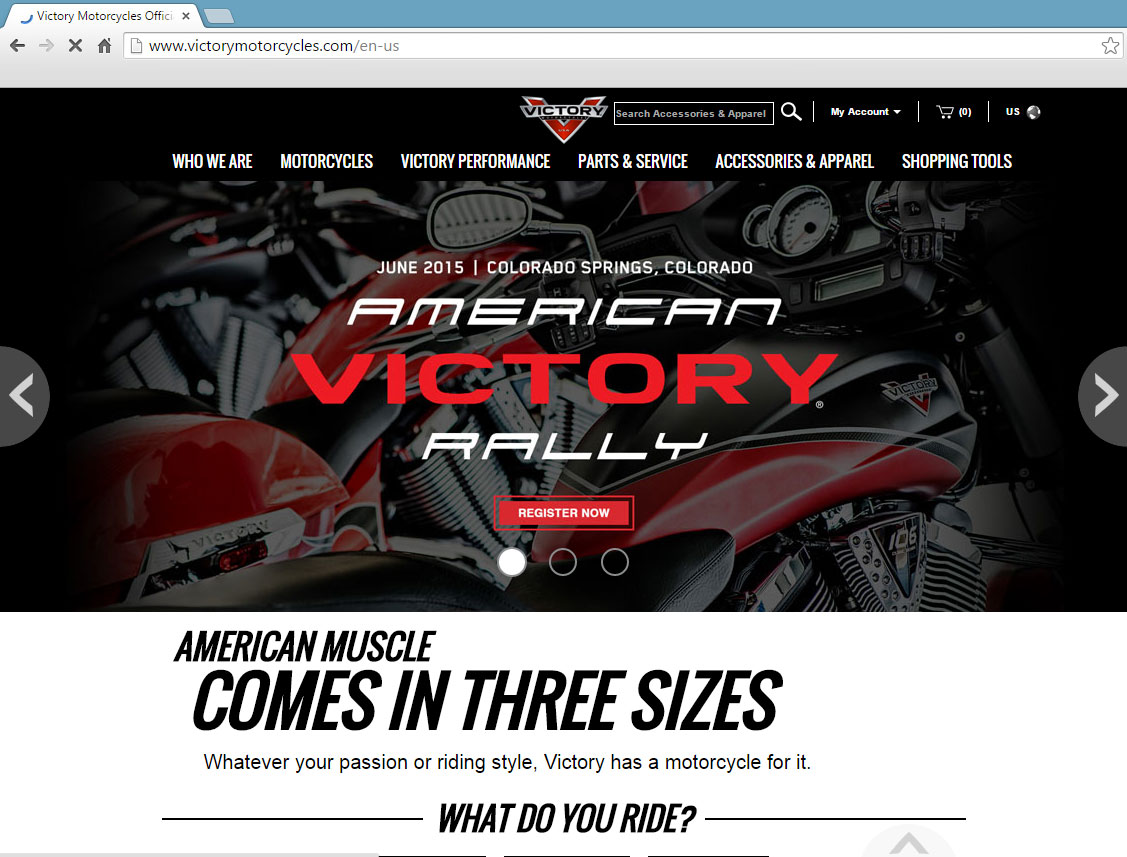 Victory Motorcycles Offici
www.victorymotorcycles.com/en-us
VICTORY
Search Accessories & Apparel
My Account
(0)
US
WHO WE ARE
MOTORCYCLES
VICTORY PERFORMANCE
PARTS & SERVICE
ACCESSORIES & APPAREL
SHOPPING TOOLS
JUNE 2015 | COLORADO SPRINGS, COLORADO
AMERICAN
VICTORY®
RALLY
VICTORY
VICTORY
106
REGISTER NOW
AMERICAN MUSCLE
COMES IN THREE SIZES
Whatever your passion or riding style, Victory has a motorcycle for it.
WHAT DO YOU RIDE?